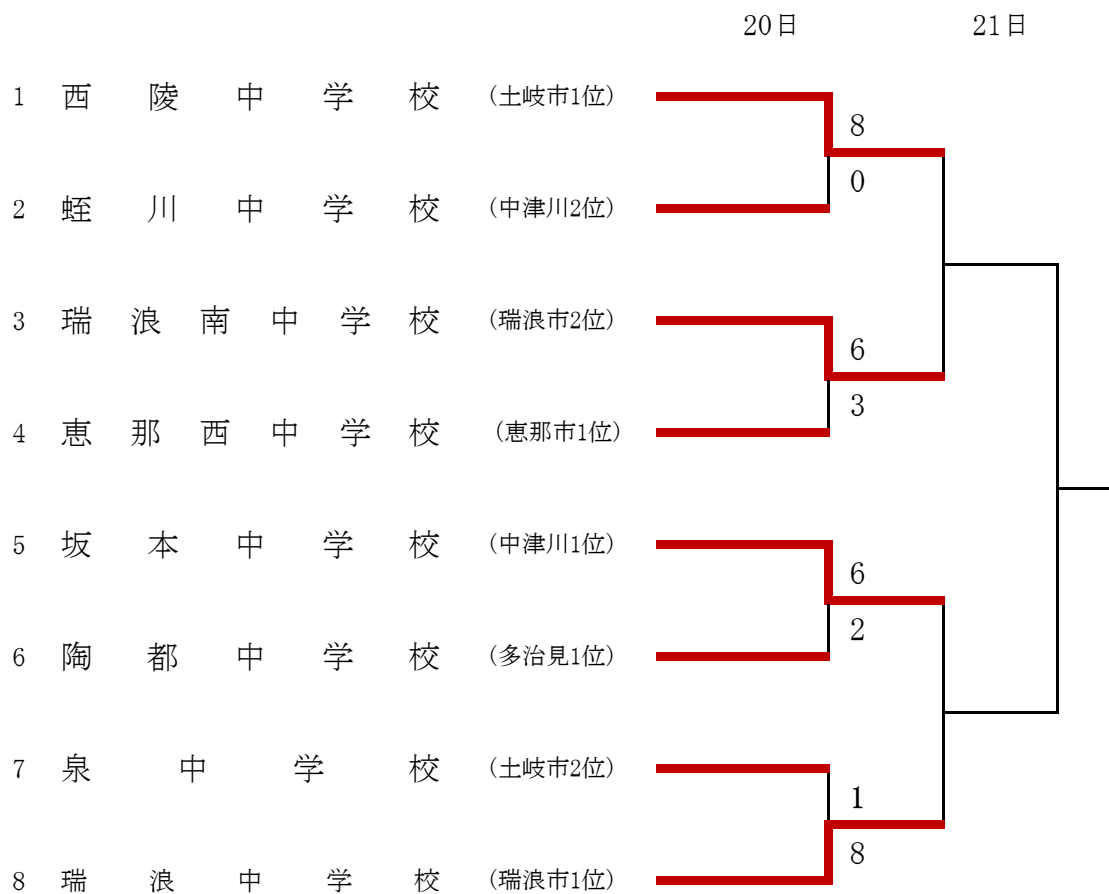 20日 21日
1 西陵中学校 (土岐市1位)
8
0
2 蛭川中学校 (中津川2位)
3 瑞浪南中学校 (瑞浪市2位)
6
3
4 恵那西中学校 (恵那市1位)
5 坂本中学校 (中津川1位)
6
2
6 陶都中学校 (多治見1位)
7 泉中学校 (土岐市2位)
1
8
8 瑞浪中学校 (瑞浪市1位)